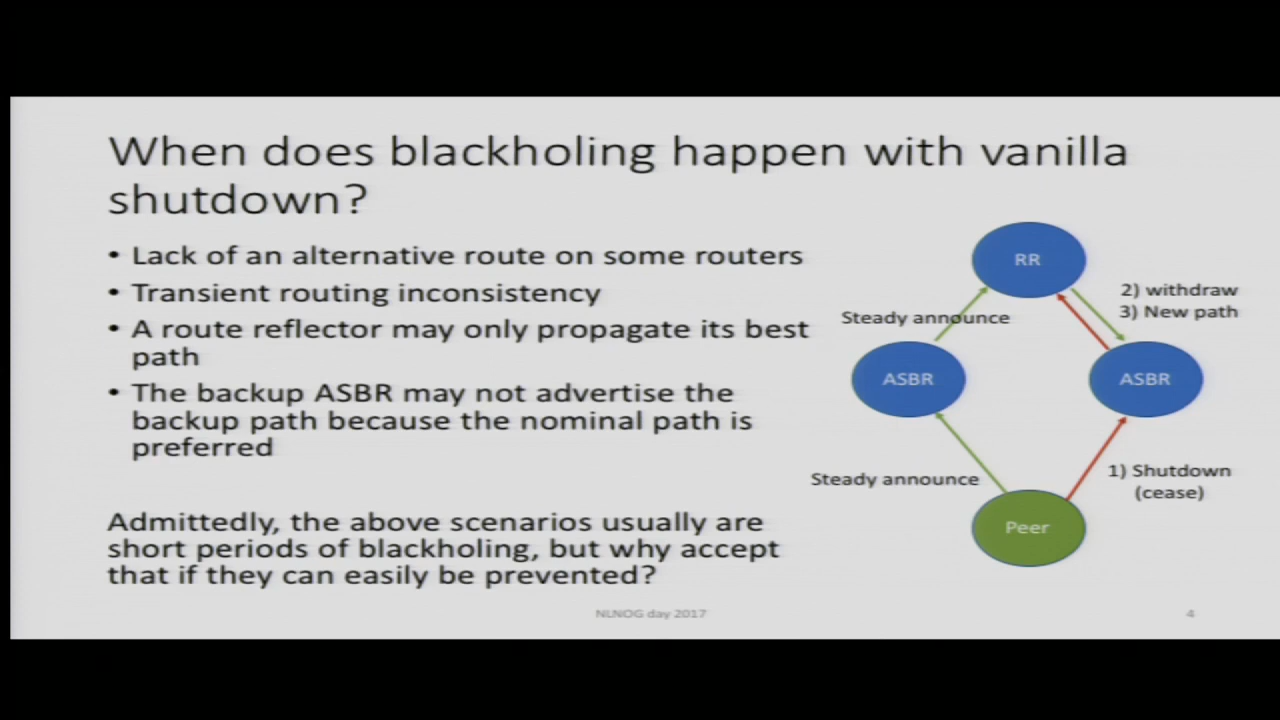 When does blackholing happen with vanilla
shutdown?
• Lack of an alternative route on some routers
• Transient routing inconsistency
• A route reflector may only propagate its best
path
• The backup ASBR may not advertise the
backup path because the nominal path is
preferred
Admittedly, the above scenarios usually are
short periods of blackholing, but why accept
that if they can easily be prevented?
RR
2) withdraw
3) New path
Steady announce
ASBR
ASBR
Steady announce
1) Shutdown
(cease)
Peer
NLNOG day 2017
4